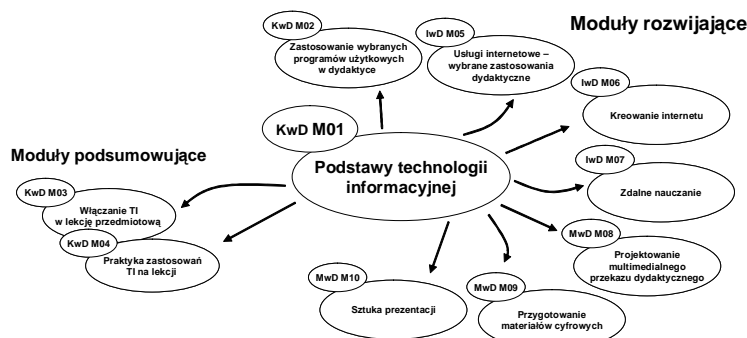 KwD M02
Zastosowanie wybranych
programów użytkowych
w dydaktyce
IwD M05
Usługi internetowe –
wybrane zastosowania
dydaktyczne
Moduły rozwijające
IwD M06
Kreowanie internetu
KwD M01
Podstawy technologii
informacyjnej
Moduły podsumowujące
IwD M07
Zdalne nauczanie
KwD M03
Włączanie TI
w lekcję przedmiotową
KwD M04
Praktyka zastosowań
TI na lekcji
MwD M08
Projektowanie
multimedialnego
przekazu dydaktycznego
MwD M10
Sztuka prezentacji
MwD M09
Przygotowanie
materiałów cyfrowych